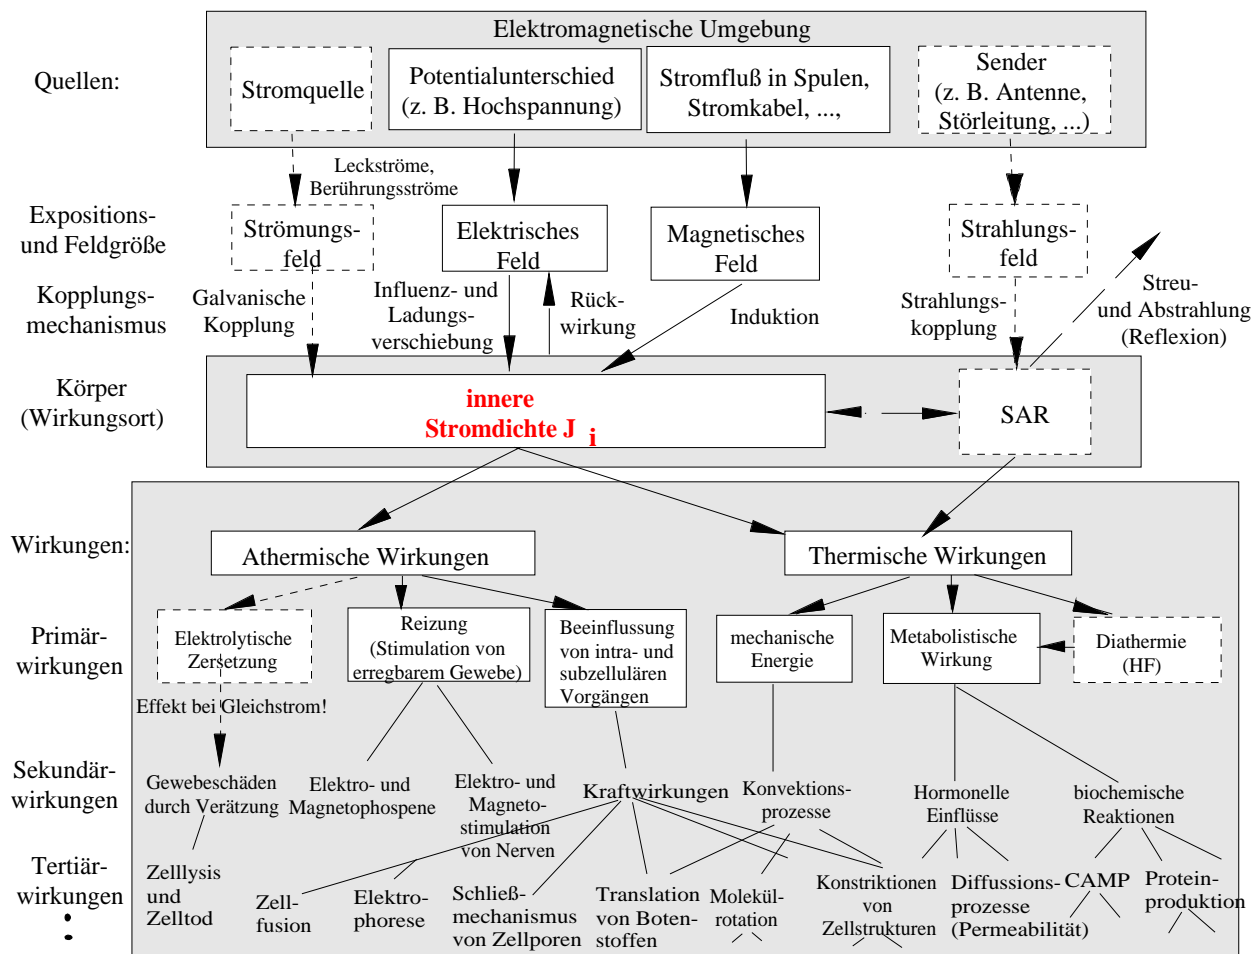 Elektromagnetische Umgebung
Quellen:
Stromquelle
Potentialunterschied
(z. B. Hochspannung)
Stromfluß in Spulen,
Stromkabel, ...,
Sender
(z. B. Antenne,
Störleitung, ...)
Leckströme,
Berührungsströme
Expositions-
und Feldgröße
Strömungs-
feld
Elektrisches
Feld
Magnetisches
Feld
Strahlungs-
feld
Kopplungs-
mechanismus
Galvanische
Kopplung
Influenz- und
Ladungs-
verschiebung
Rück-
wirkung
Induktion
Strahlungs-
kopplung
Streu-
und Abstrahlung
(Reflexion)
Körper
(Wirkungsort)
innere
Stromdichte J i
SAR
Wirkungen:
Athermische Wirkungen
Thermische Wirkungen
Primär-
wirkungen
Elektrolytische
Zersetzung
Reizung
(Stimulation von
erregbarem Gewebe)
Beeinflussung
von intra- und
subzellulären
Vorgängen
mechanische
Energie
Metabolistische
Wirkung
Diathermie
(HF)
Effekt bei Gleichstrom!
Sekundär-
wirkungen
Gewebeschäden
durch Verätzung
Elektro- und
Magnetophospene
Elektro- und
Magneto-
stimulation
von Nerven
Kraftwirkungen
Konvektions-
prozesse
Hormonelle
Einflüsse
biochemische
Reaktionen
Tertiär-
wirkungen
Zelllysis
und
Zelltod
Zell-
fusion
Elektro-
phorese
Schließ-
mechanismus
von Zellporen
Translation
von Boten-
stoffen
Molekül-
rotation
Konstriktionen
von
Zellstrukturen
Diffussions-
prozesse
(Permeabilität)
CAMP
Protein-
produktion